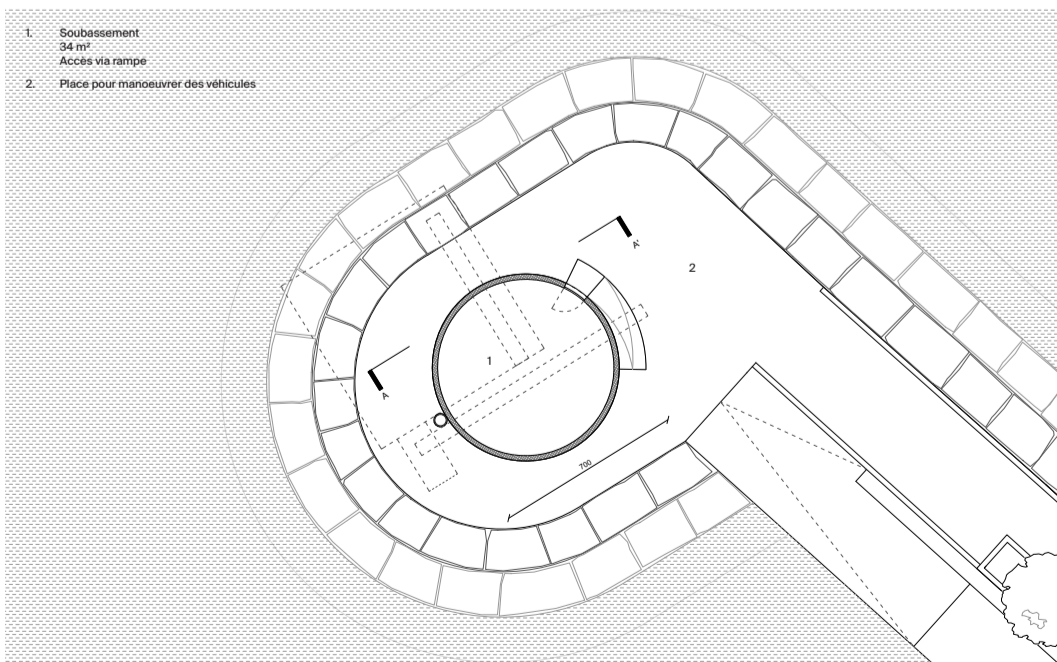 1. Soubassement
34 m²
Accès via rampe
2. Place pour manoeuvrer des véhicules
A'
2
1
A
700